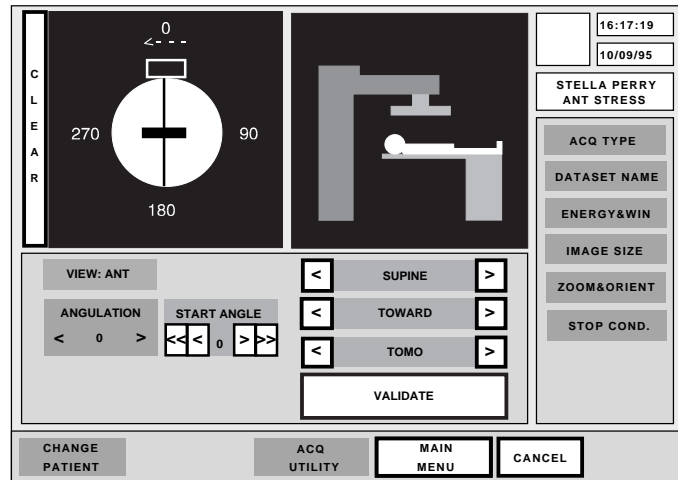 0
<---
C
L
E
A
R
270
90
180
16:17:19
10/09/95
STELLA PERRY
ANT STRESS
ACQ TYPE
DATASET NAME
ENERGY&WIN
IMAGE SIZE
ZOOM&ORIENT
STOP COND.
VIEW: ANT
ANGULATION
< 0 >
START ANGLE
<< < 0 > >>
< SUPINE >
< TOWARD >
< TOMO >
VALIDATE
CHANGE
PATIENT
ACQ
UTILITY
MAIN
MENU
CANCEL